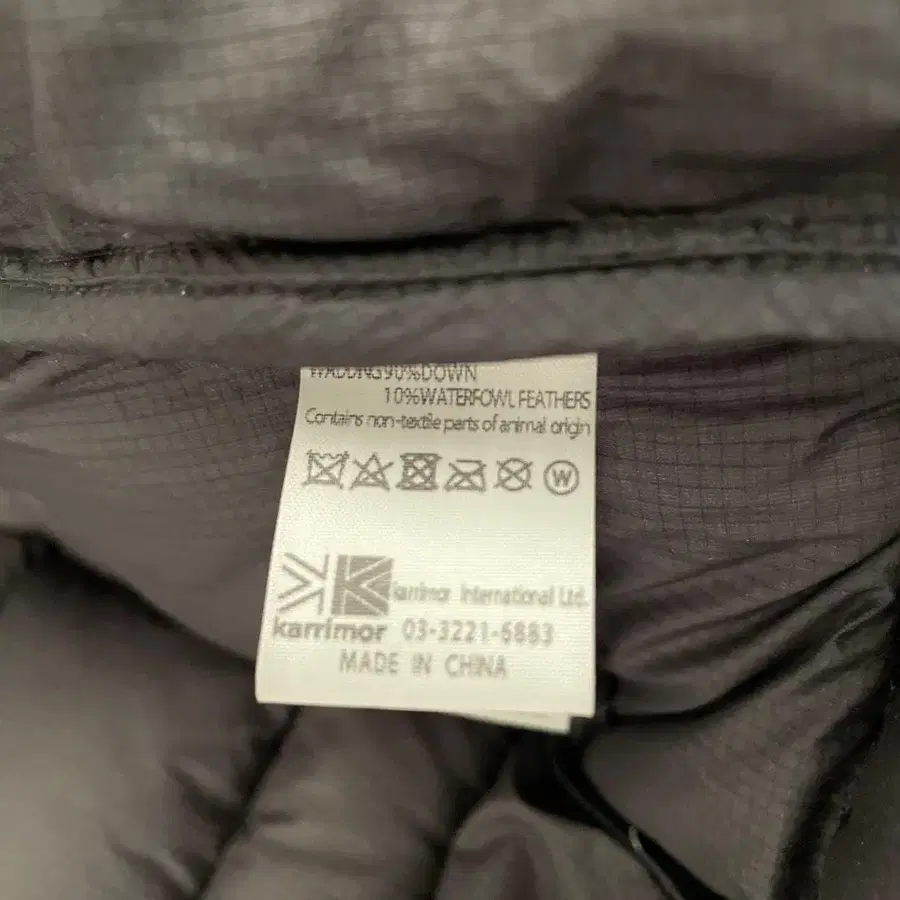 WADDING90%DOWN
10%WATERFOWL FEATHERS
Contains non-textile parts of animal origin
W
karrimor International Ltd.
karrimor 03-3221-6883
MADE IN CHINA